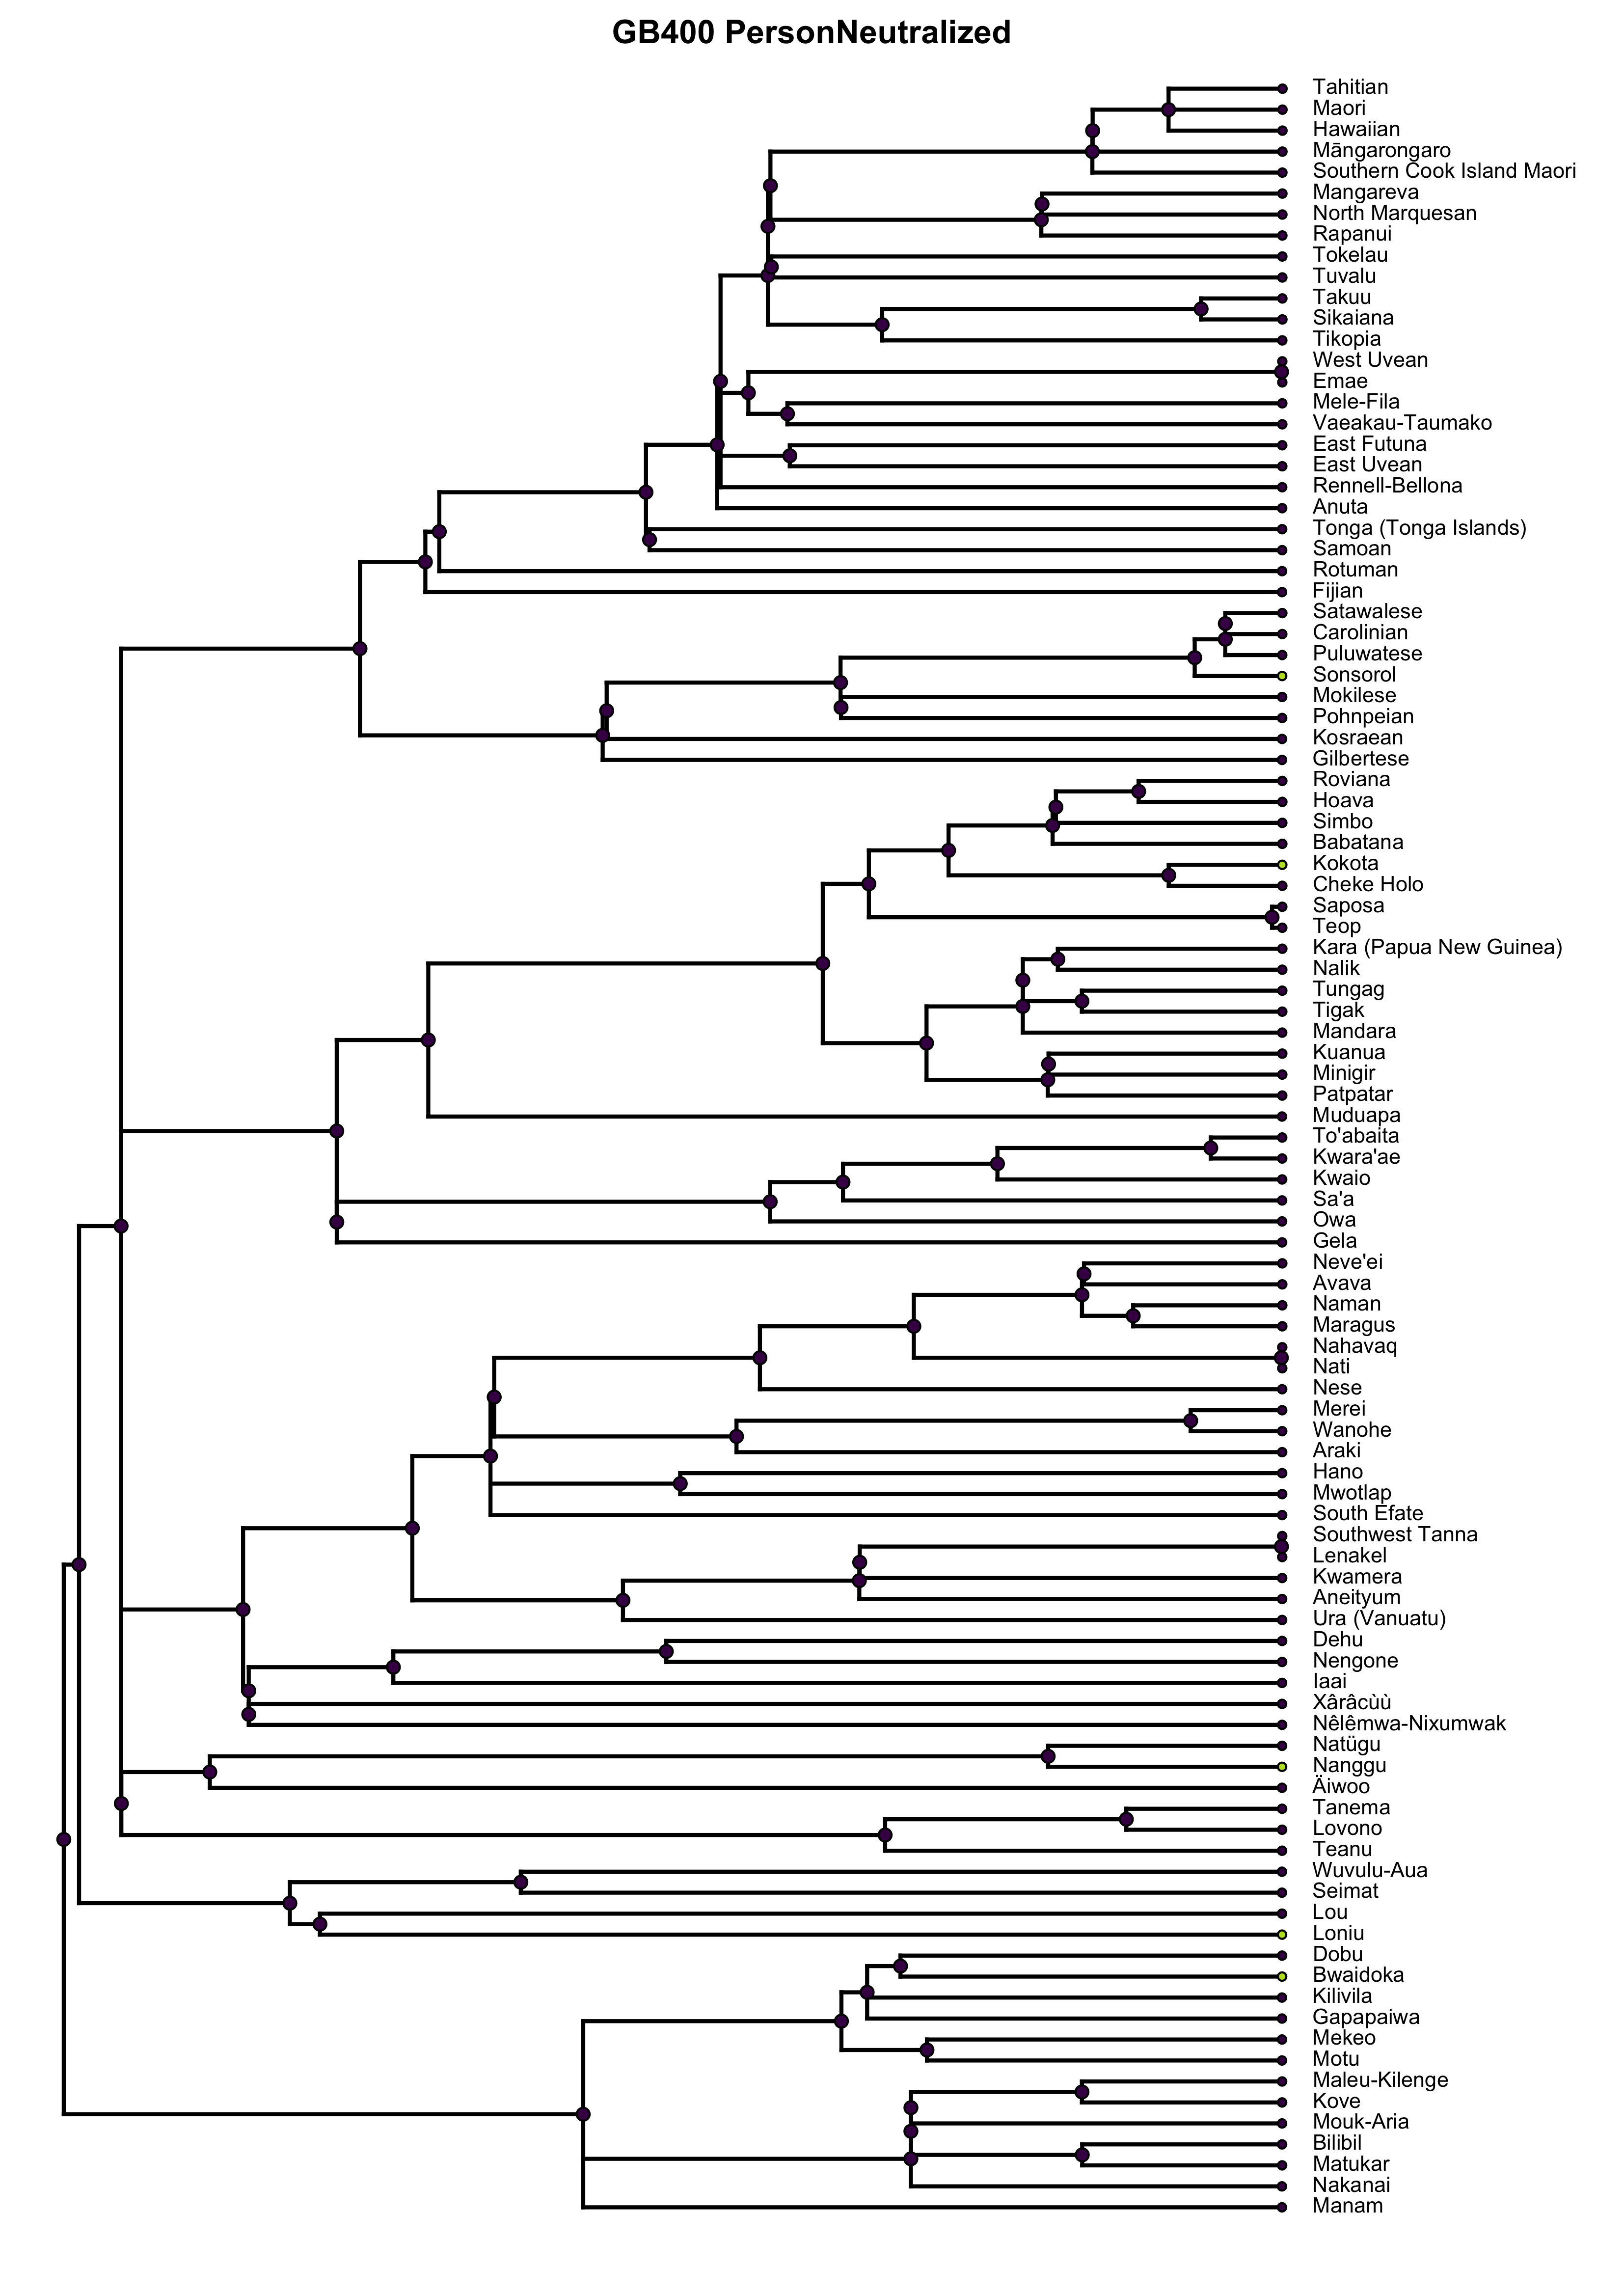 GB400 PersonNeutralized
Tahitian
Maori
Hawaiian
Māngarongaro
Southern Cook Island Maori
Mangareva
North Marquesan
Rapanui
Tokelau
Tuvalu
Takuu
Sikaiana
Tikopia
West Uvean
Emae
Mele-Fila
Vaeakau-Taumako
East Futuna
East Uvean
Rennell-Bellona
Anuta
Tonga (Tonga Islands)
Samoan
Rotuman
Fijian
Satawalese
Carolinian
Puluwatese
Sonsorol
Mokilese
Pohnpeian
Kosraean
Gilbertese
Roviana
Hoava
Simbo
Babatana
Kokota
Cheke Holo
Saposa
Teop
Kara (Papua New Guinea)
Nalik
Tungag
Tigak
Mandara
Kuanua
Minigir
Patpatar
Muduapa
To'abaita
Kwara'ae
Kwaio
Sa'a
Owa
Gela
Neve'ei
Avava
Naman
Maragus
Nahavaq
Nati
Nese
Merei
Wanohe
Araki
Hano
Mwotlap
South Efate
Southwest Tanna
Lenakel
Kwamera
Aneityum
Ura (Vanuatu)
Dehu
Nengone
Iaai
Xârâcùù
Nêlêmwa-Nixumwak
Natügu
Nanggu
Äiwoo
Tanema
Lovono
Teanu
Wuvulu-Aua
Seimat
Lou
Loniu
Dobu
Bwaidoka
Kilivila
Gapapaiwa
Mekeo
Motu
Maleu-Kilenge
Kove
Mouk-Aria
Bilibil
Matukar
Nakanai
Manam